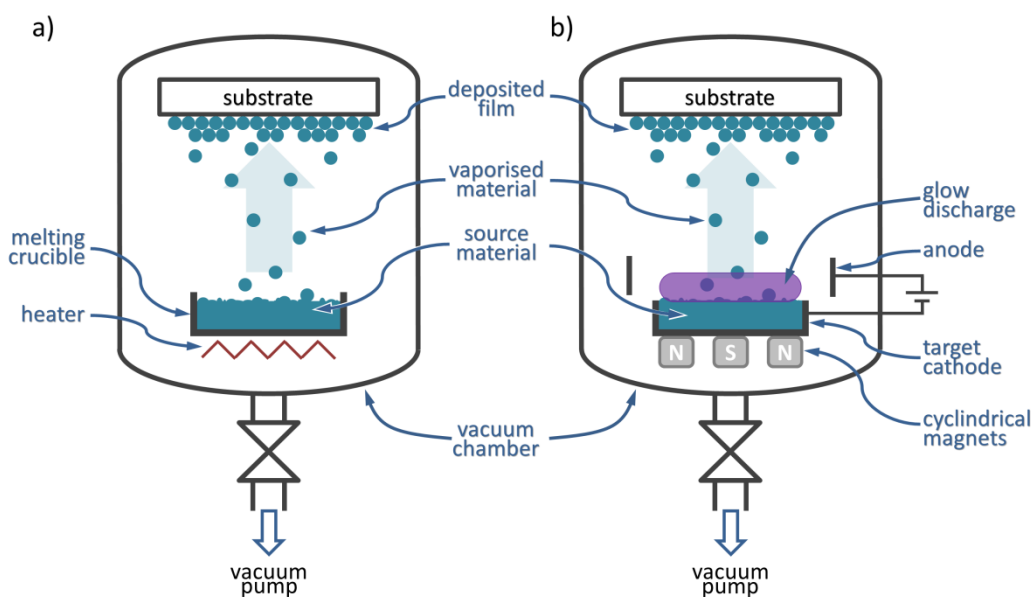 a)
b)
substrate
substrate
deposited
film
vaporised
material
glow
discharge
melting
crucible
source
material
anode
heater
N
S
N
target
cathode
vacuum
chamber
cyclindrical
magnets
vacuum
pump
vacuum
pump